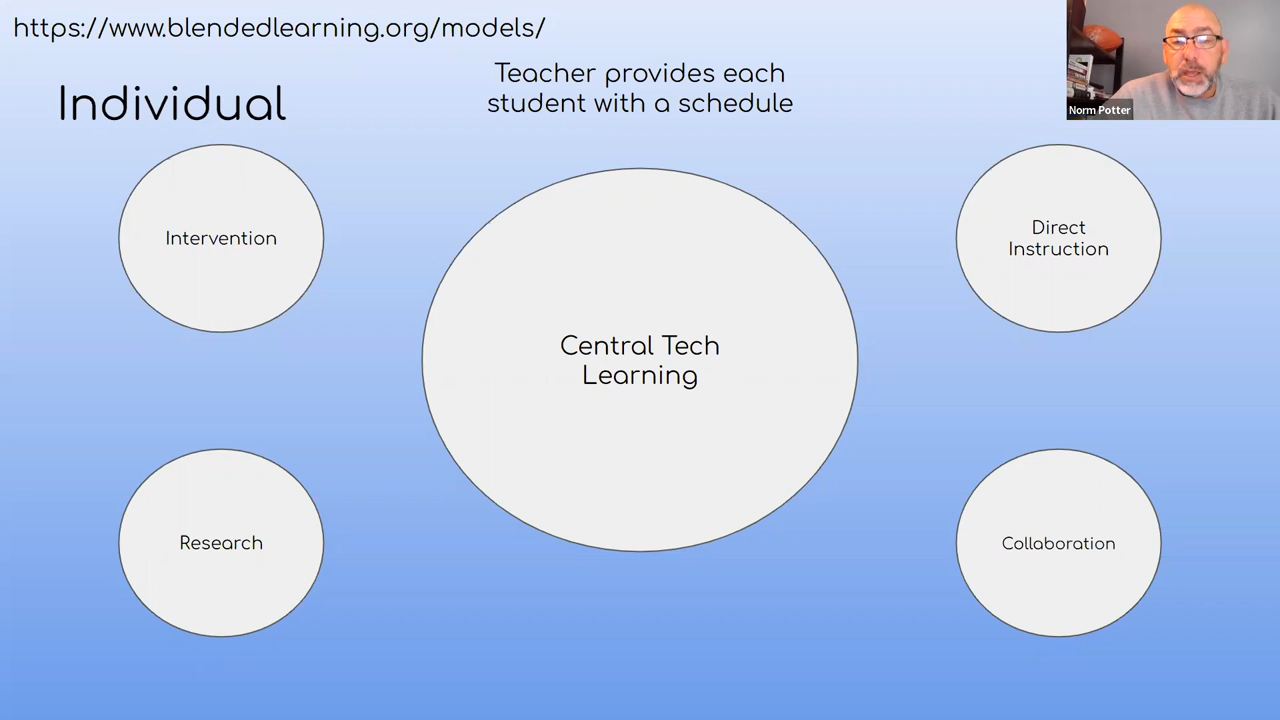 https://www.blendedlearning.org/models/
Individual
Teacher provides each
student with a schedule
Norm Potter
Intervention
Direct
Instruction
Central Tech
Learning
Research
Collaboration